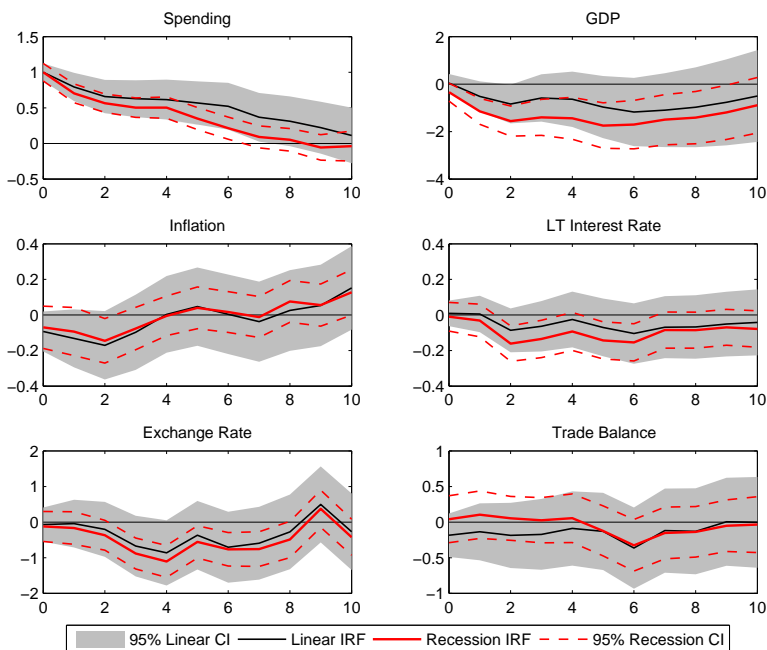 Spending
GDP
1.5
1
0.5
0
−0.5
0 2 4 6 8 10
2
0
−2
−4
0 2 4 6 8 10
Inflation
LT Interest Rate
0.4
0.2
0
−0.2
−0.4
0 2 4 6 8 10
0.4
0.2
0
−0.2
−0.4
0 2 4 6 8 10
Exchange Rate
Trade Balance
2
1
0
−1
−2
0 2 4 6 8 10
1
0.5
0
−0.5
−1
0 2 4 6 8 10
95% Linear CI Linear IRF Recession IRF 95% Recession CI